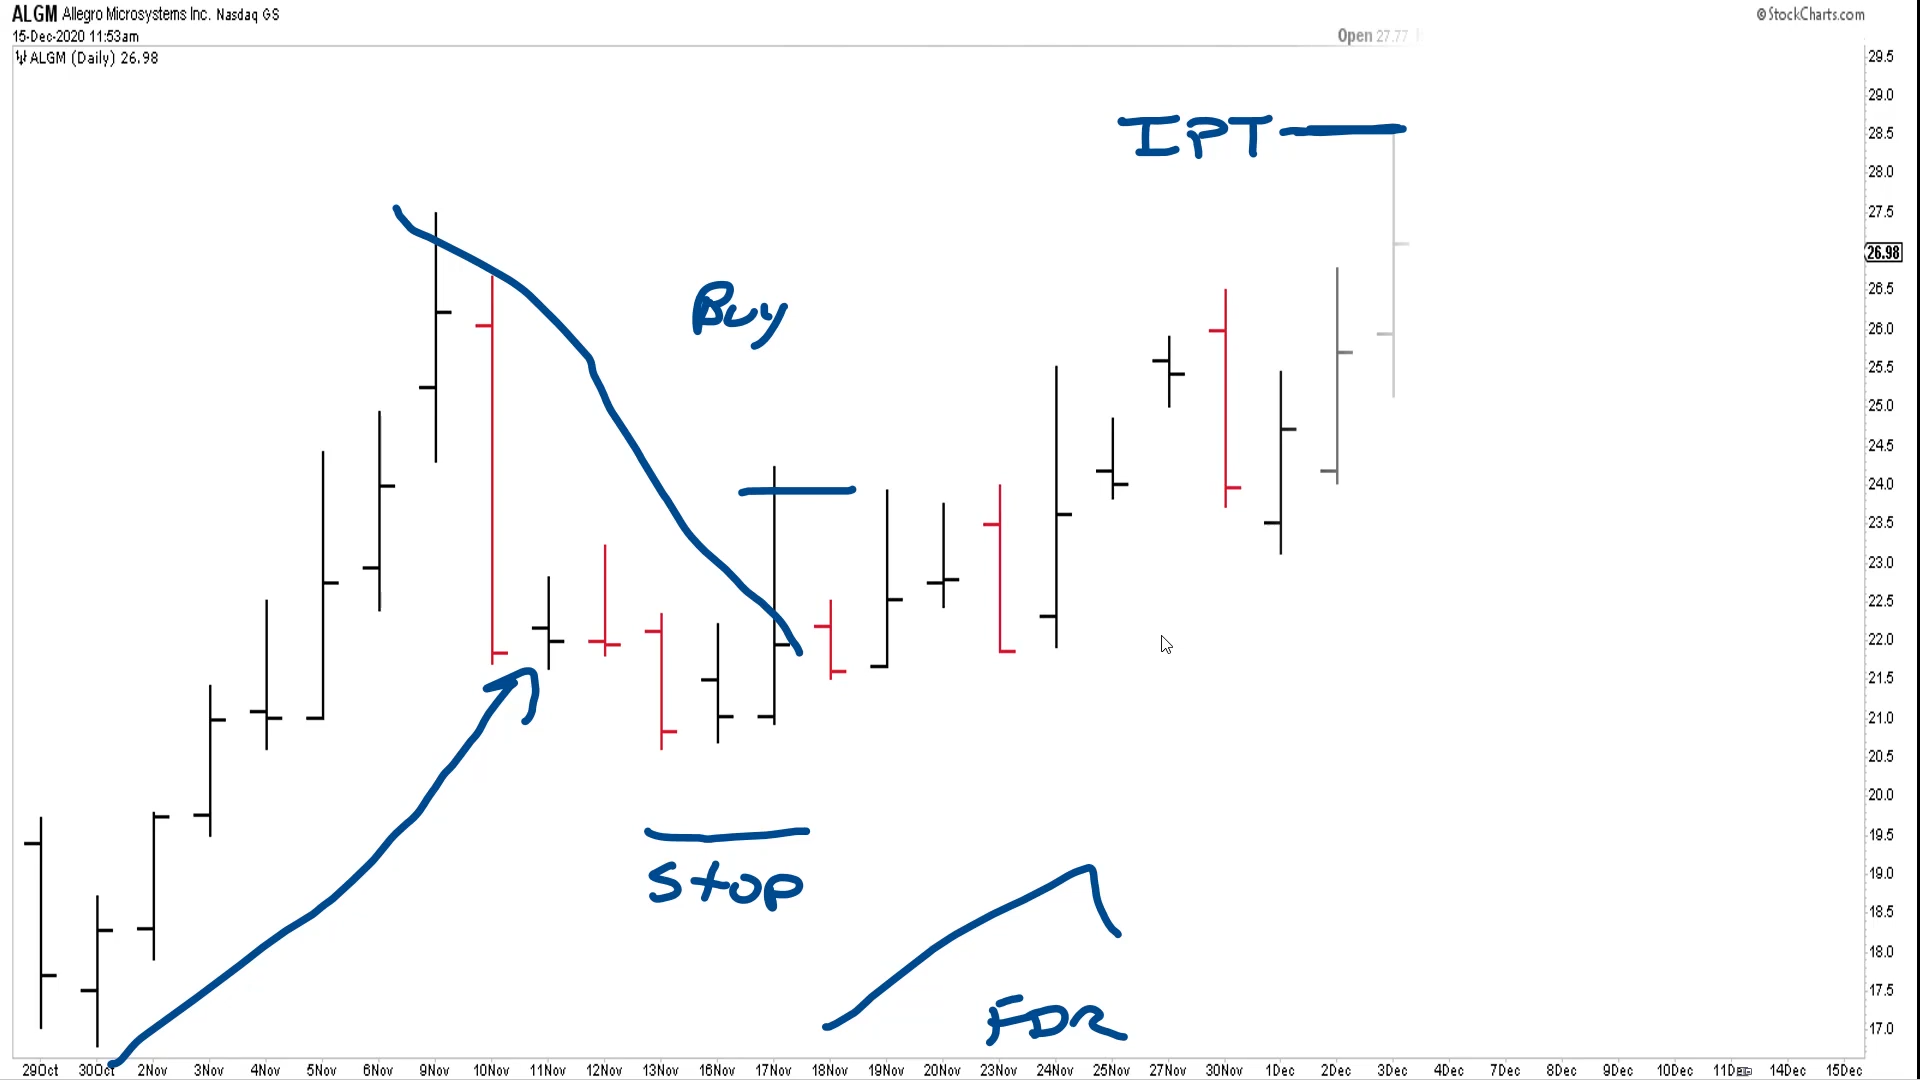 ALGM Allegro Microsystems Inc. Nasdaq GS
©StockCharts.com
15-Dec-2020 11:53am
Open 27.77
ALGM (Daily) 26.98
29.5
29.0
IPT
28.5
28.0
27.5
26.98
26.5
Buy
26.0
25.5
25.0
24.5
24.0
23.5
23.0
22.5
22.0
21.5
21.0
20.5
20.0
19.5
Stop
19.0
18.5
18.0
17.5
FDR
17.0
29Oct 30Oct 2Nov 3Nov 4Nov 5Nov 6Nov 9Nov 10Nov 11Nov 12Nov 13Nov 16Nov 17Nov 18Nov 19Nov 20Nov 23Nov 24Nov 25Nov 27Nov 30Nov 1Dec 2Dec 3Dec 4Dec 7Dec 8Dec 9Dec 10Dec 11Dec 14Dec 15Dec